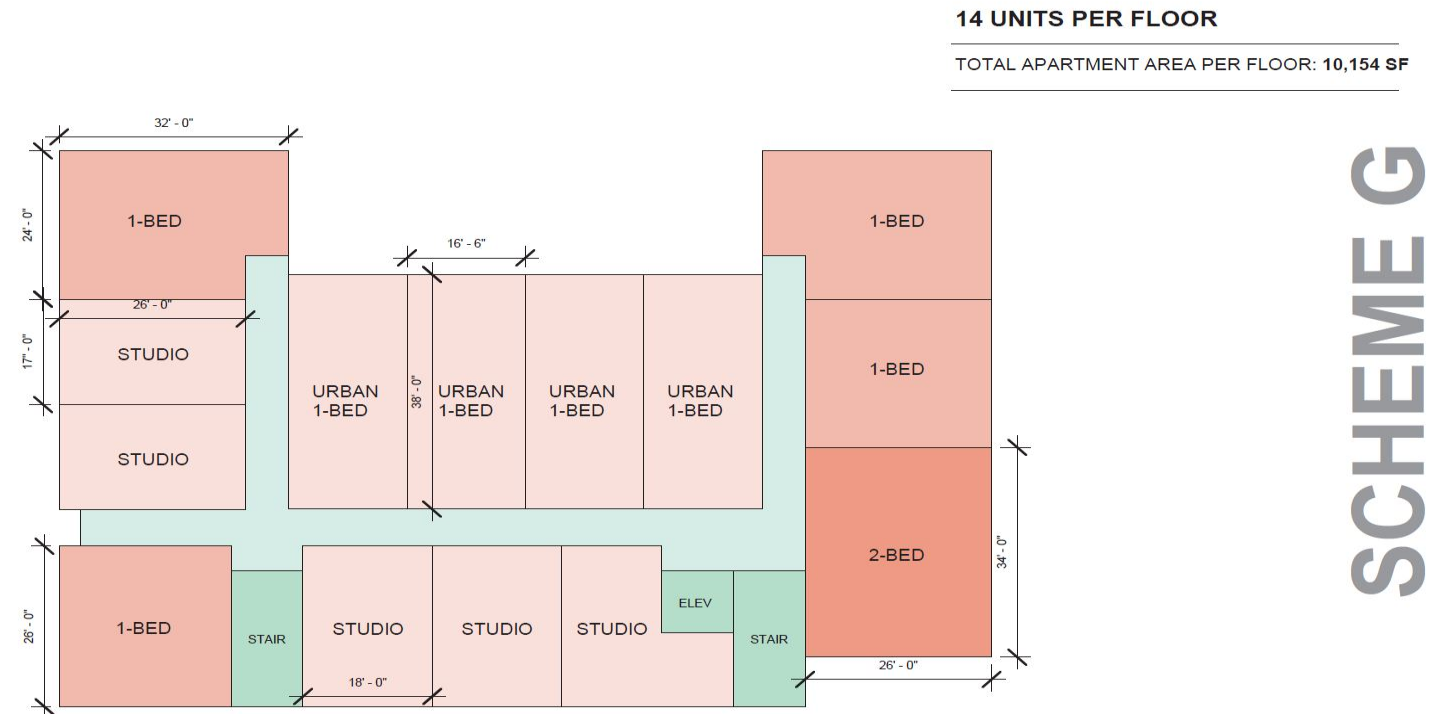 14 UNITS PER FLOOR
TOTAL APARTMENT AREA PER FLOOR: 10,154 SF
SCHEME G
32' - 0"
24' - 0"
1-BED
1-BED
16' - 6"
26' - 0"
17" - 0"
STUDIO
1-BED
URBAN
1-BED
38' - 0"
URBAN
1-BED
URBAN
1-BED
URBAN
1-BED
STUDIO
34' - 0"
2-BED
26' - 0"
1-BED
STAIR
STUDIO
STUDIO
STUDIO
ELEV
STAIR
18' - 0"
26' - 0"